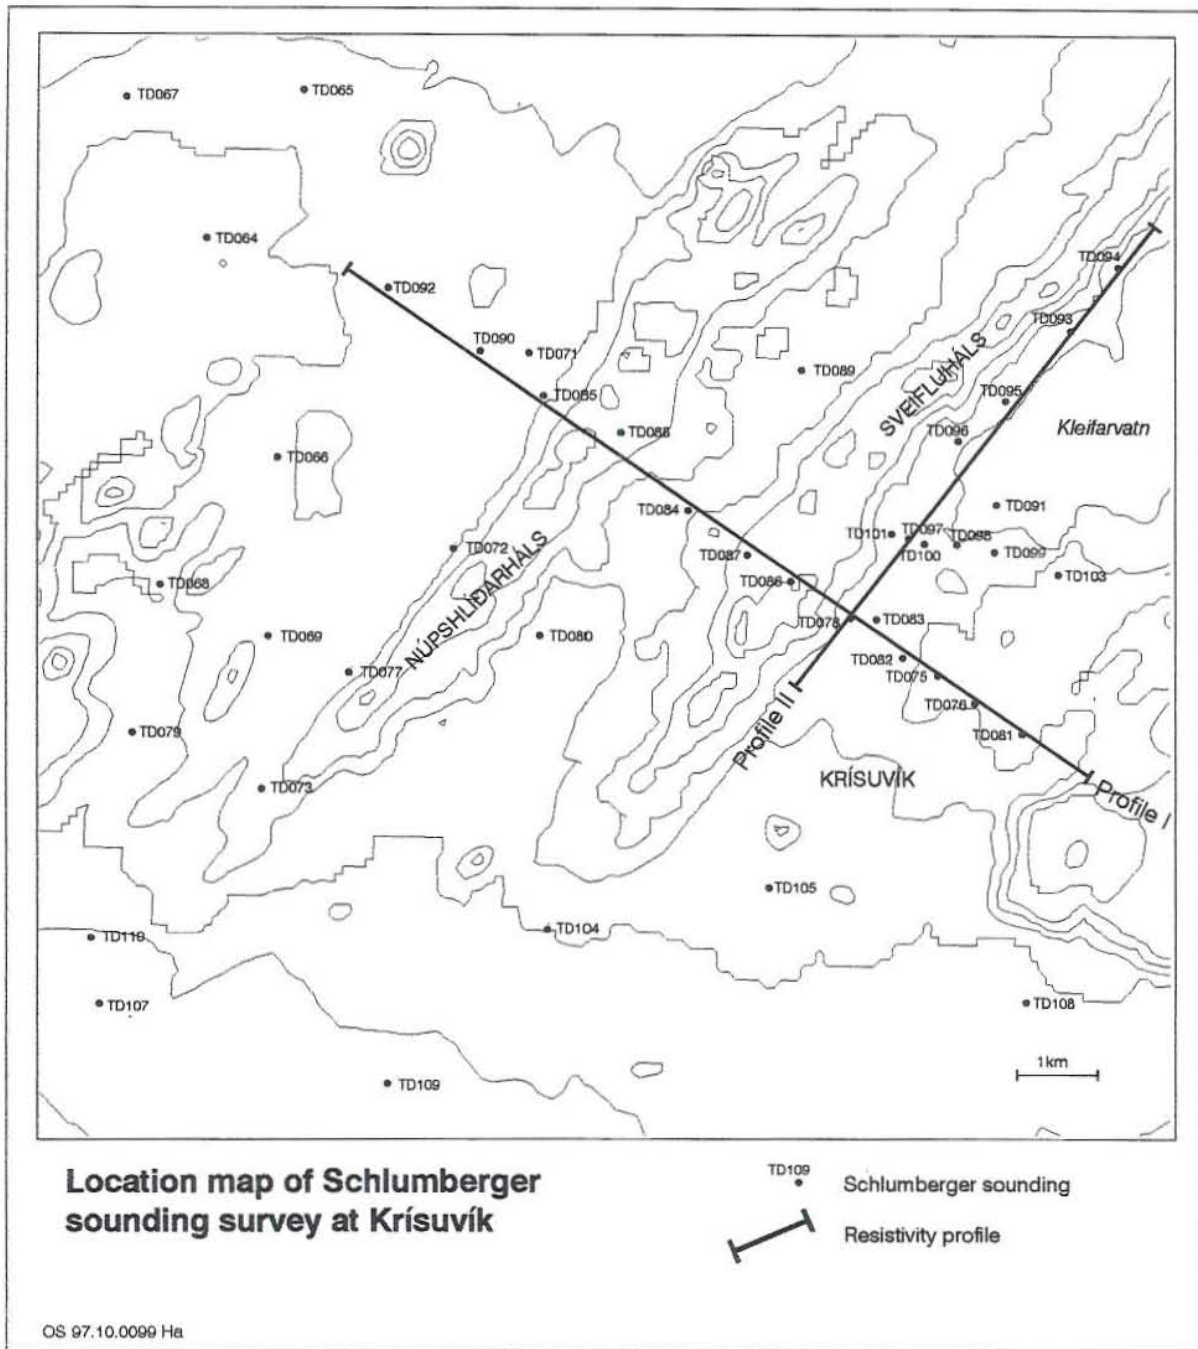 TD067
TD065
TD064
TD094
TD092
TD093
TD090
TD071
TD089
SVEIFLUHÁLS
TD085
TD095
TD088
TD096
Kleifarvatn
TD066
TD091
TD084
TD101
TD097
TD100
TD098
TD072
TD087
TD099
TD103
TD068
TD086
NÚPSHLÍDARHÁLS
TD078
TD083
TD069
TD080
TD082
TD077
TD075
TD076
Profile II
TD079
TD081
KRÍSUVÍK
TD073
Profile I
TD105
TD110
TD104
TD107
TD108
1km
TD109
Location map of Schlumberger
sounding survey at Krísuvík
TD109
Schlumberger sounding
Resistivity profile
OS 97.10.0099 Ha